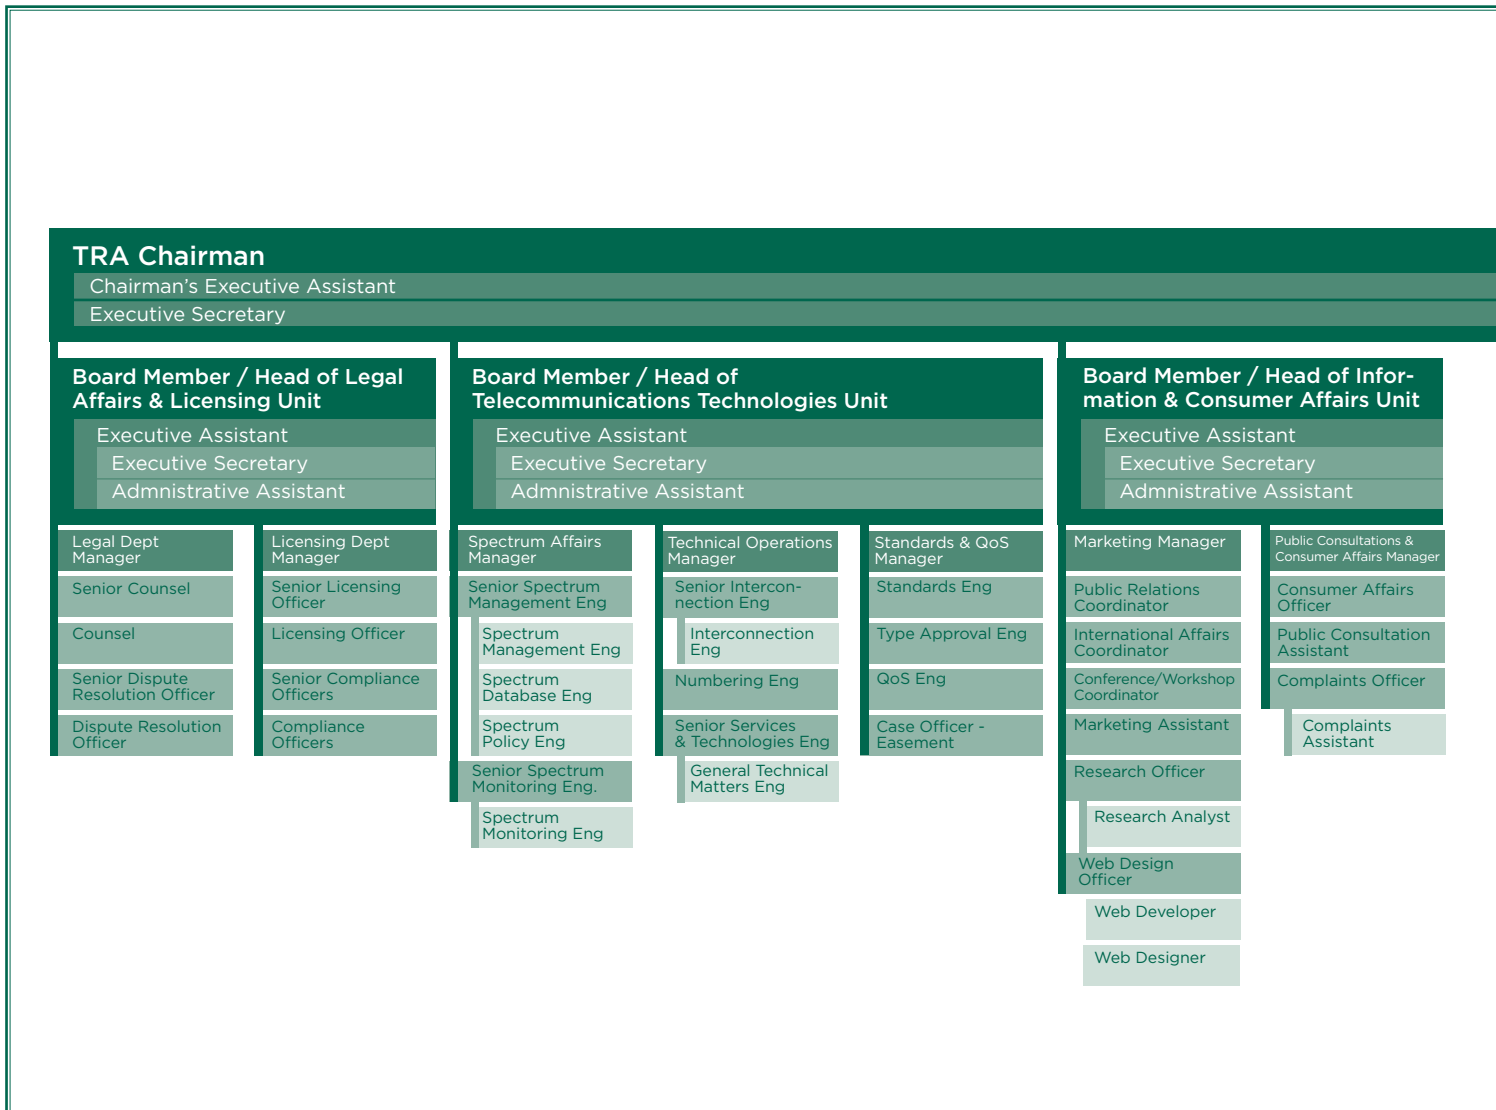 TRA Chairman
Chairman’s Executive Assistant
Executive Secretary
Board Member / Head of Legal
Affairs & Licensing Unit
Executive Assistant
Executive Secretary
Admnistrative Assistant
Legal Dept
Manager
Senior Counsel
Counsel
Senior Dispute
Resolution Officer
Dispute Resolution
Officer
Licensing Dept
Manager
Senior Licensing
Officer
Licensing Officer
Senior Compliance
Officers
Compliance
Officers
Board Member / Head of
Telecommunications Technologies Unit
Executive Assistant
Executive Secretary
Admnistrative Assistant
Spectrum Affairs
Manager
Senior Spectrum
Management Eng
Spectrum
Management Eng
Spectrum
Database Eng
Spectrum
Policy Eng
Senior Spectrum
Monitoring Eng.
Spectrum
Monitoring Eng
Technical Operations
Manager
Senior Intercon-
nection Eng
Interconnection
Eng
Numbering Eng
Senior Services
& Technologies Eng
General Technical
Matters Eng
Standards & QoS
Manager
Standards Eng
Type Approval Eng
QoS Eng
Case Officer -
Easement
Board Member / Head of Infor-
mation & Consumer Affairs Unit
Executive Assistant
Executive Secretary
Admnistrative Assistant
Marketing Manager
Public Relations
Coordinator
International Affairs
Coordinator
Conference/Workshop
Coordinator
Marketing Assistant
Research Officer
Research Analyst
Web Design
Officer
Web Developer
Web Designer
Public Consultations &
Consumer Affairs Manager
Consumer Affairs
Officer
Public Consultation
Assistant
Complaints Officer
Complaints
Assistant